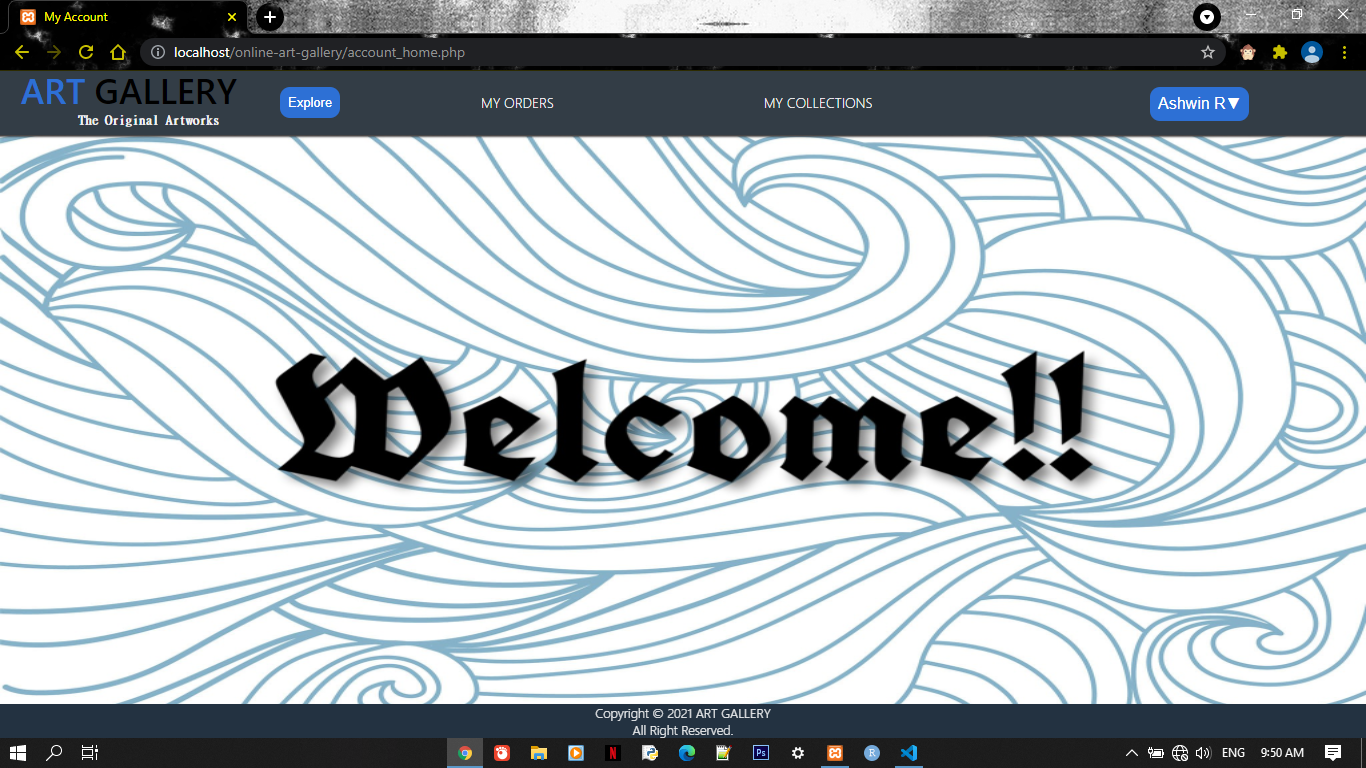 My Account
localhost/online-art-gallery/account_home.php
ART GALLERY
The Original Artworks
Explore
MY ORDERS
MY COLLECTIONS
Ashwin R▼
Welcome!!
Copyright © 2021 ART GALLERY
All Right Reserved.
N
Ps
R
ENG
9:50 AM